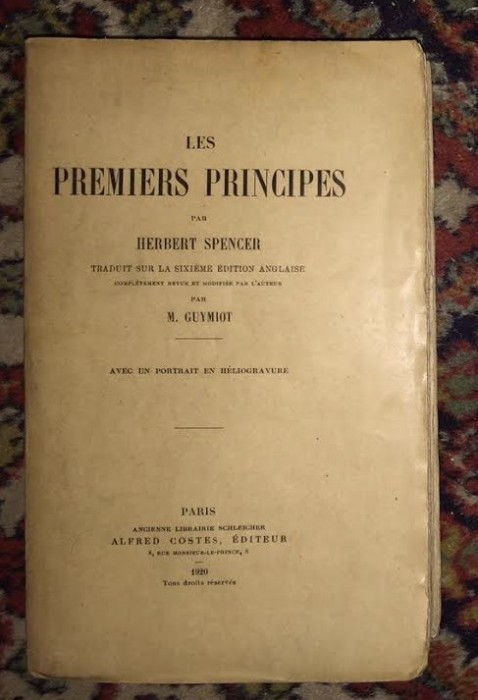 LES
PREMIERS PRINCIPES
PAR
HERBERT SPENCER
TRADUIT SUR LA SIXIÈME ÉDITION ANGLAISE
COMPLÈTEMENT REVUE ET MODIFIÉE PAR L'AUTEUR
PAR
M. GUYMIOT
AVEC UN PORTRAIT EN HÉLIOGRAVURE
PARIS
ANCIENNE LIBRAIRIE SCHLEICHER
ALFRED COSTES, ÉDITEUR
8, RUE MONSIEUR-LE-PRINCE, 8
1920
Tous droits réservés